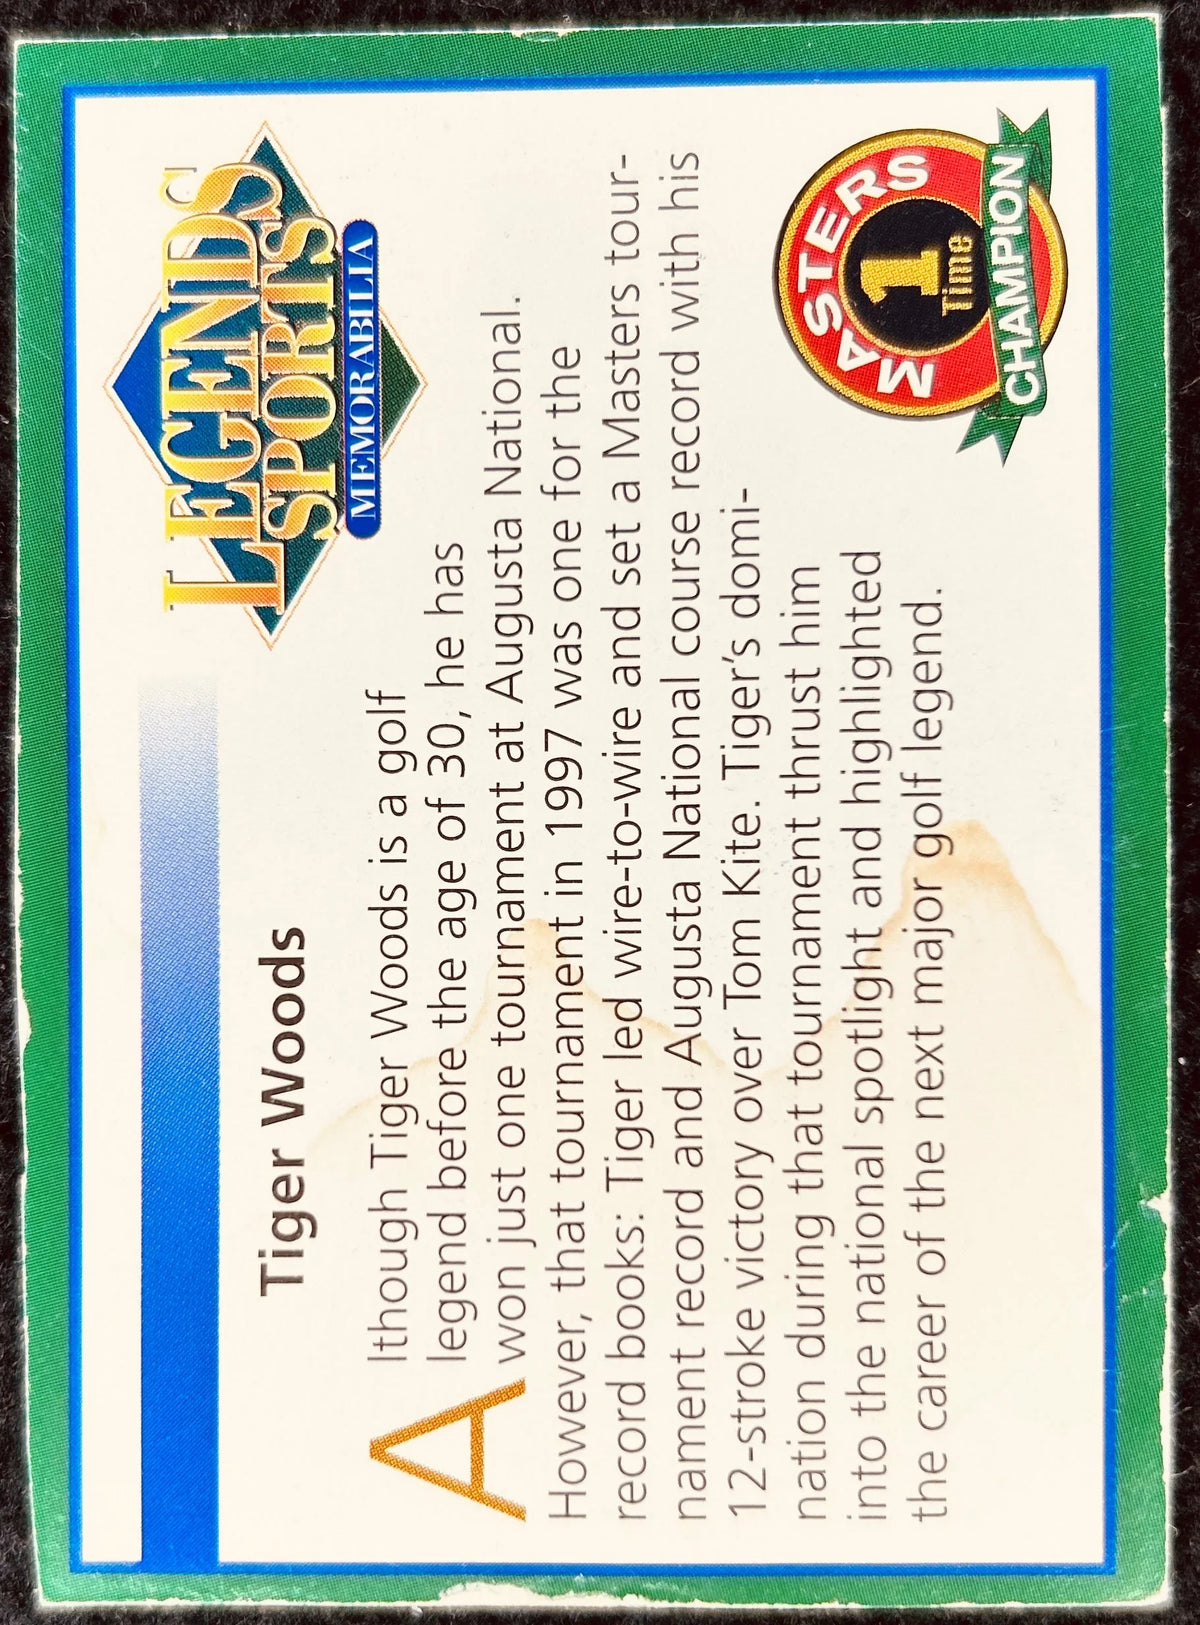 LEGENDS
SPORTS
MEMORABILIA
Tiger Woods
Although Tiger Woods is a golf
legend before the age of 30, he has
won just one tournament at Augusta National.
However, that tournament in 1997 was one for the
record books: Tiger led wire-to-wire and set a Masters tour-
nament record and Augusta National course record with his
12-stroke victory over Tom Kite. Tiger's domi-
nation during that tournament thrust him
into the national spotlight and highlighted
the career of the next major golf legend.
MASTERS
1
Time
CHAMPION